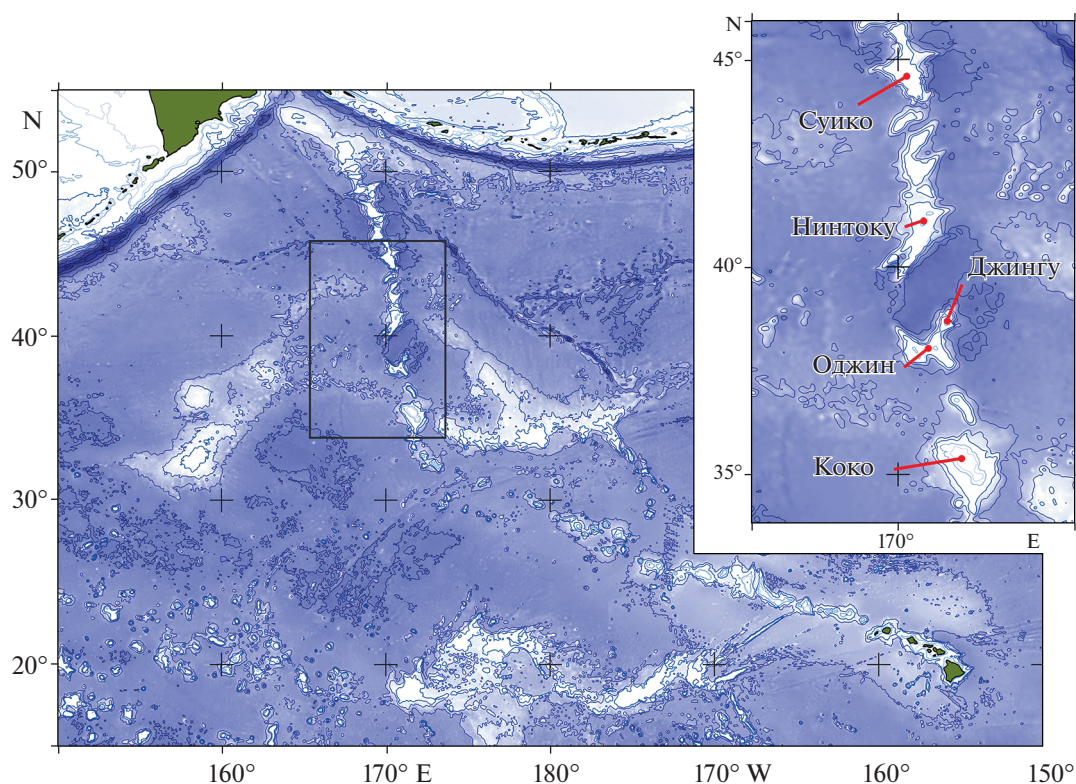 N
45°
Суико
N
50°
Нинтоку
40°
Джингу
40°
Оджин
Коко
35°
30°
170°
E
20°
160°
170° E
180°
170° W
160°
150°